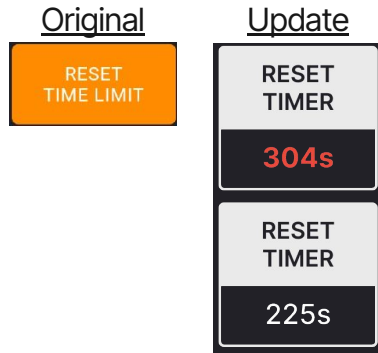 Original
RESET
TIME LIMIT
Update
RESET
TIMER
304s
RESET
TIMER
225s